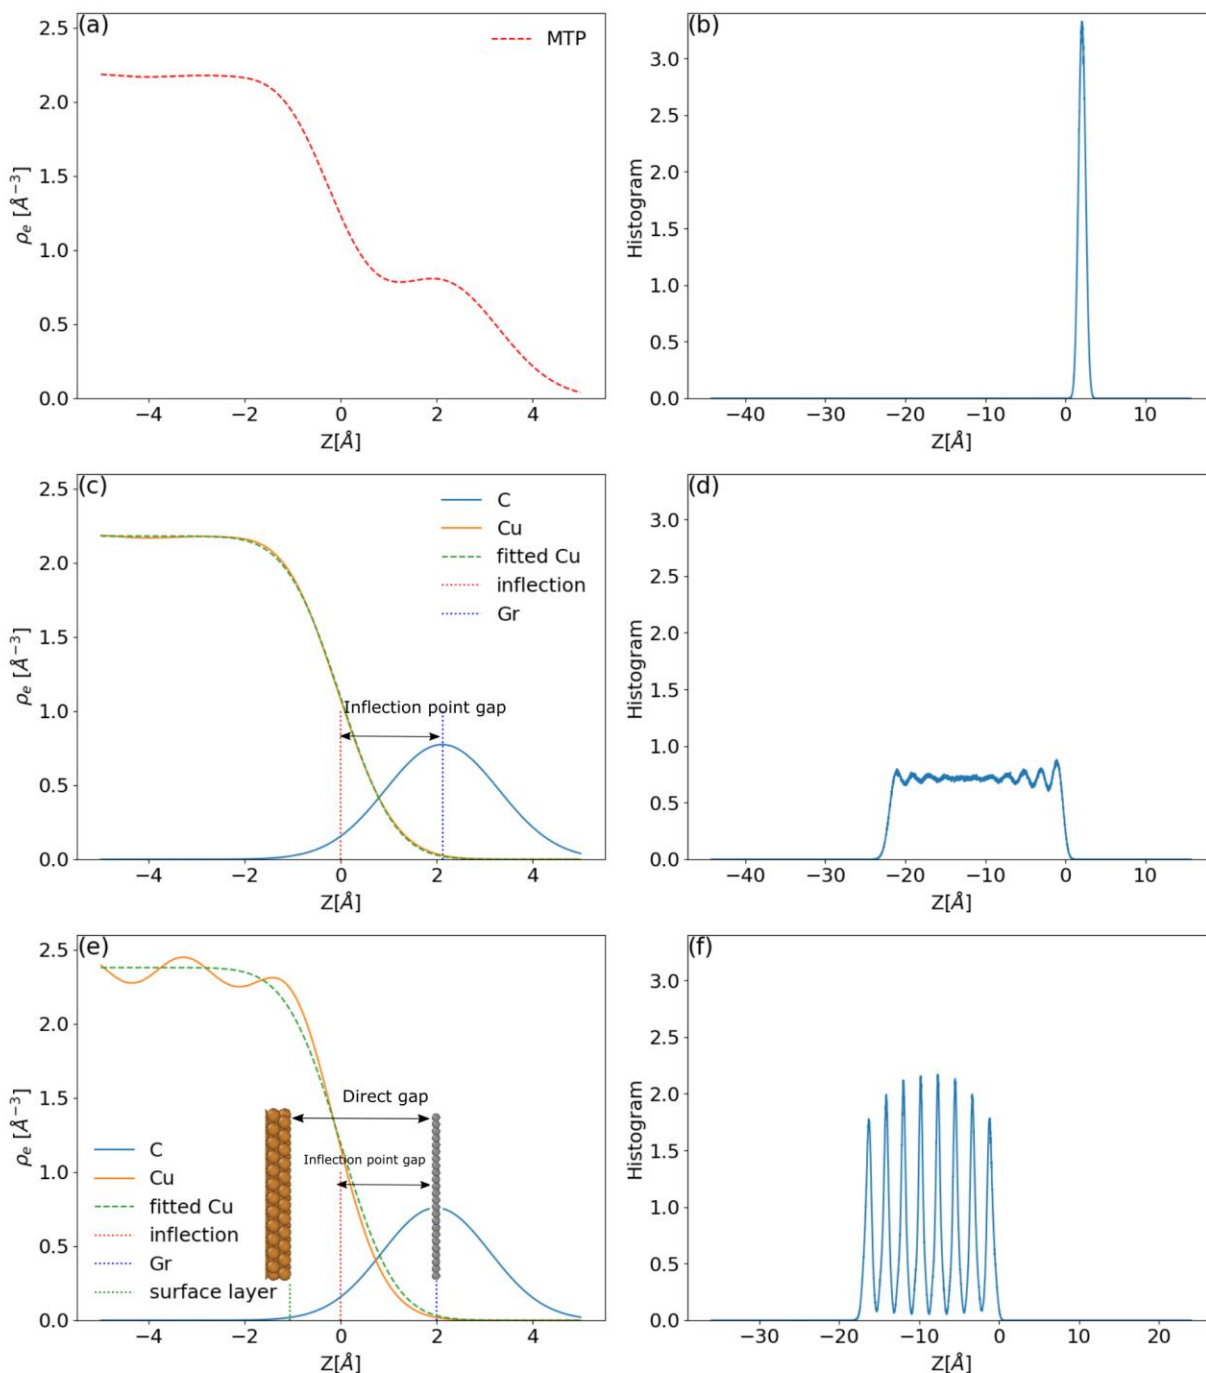 (a)
MTP
2.5
2.0
1.5
1.0
0.5
0.0
ρe [Å⁻³]
−4 −2 0 2 4
Z[Å]
(b)
3.0
2.5
2.0
1.5
1.0
0.5
0.0
Histogram
−40 −30 −20 −10 0 10
Z[Å]
(c)
C
Cu
fitted Cu
inflection
Gr
Inflection point gap
2.5
2.0
1.5
1.0
0.5
0.0
ρe [Å⁻³]
−4 −2 0 2 4
Z[Å]
(d)
3.0
2.5
2.0
1.5
1.0
0.5
0.0
Histogram
−40 −30 −20 −10 0 10
Z[Å]
(e)
Direct gap
Inflection point gap
C
Cu
fitted Cu
inflection
Gr
surface layer
2.5
2.0
1.5
1.0
0.5
0.0
ρe [Å⁻³]
−4 −2 0 2 4
Z[Å]
(f)
3.0
2.5
2.0
1.5
1.0
0.5
0.0
Histogram
−30 −20 −10 0 10 20
Z[Å]